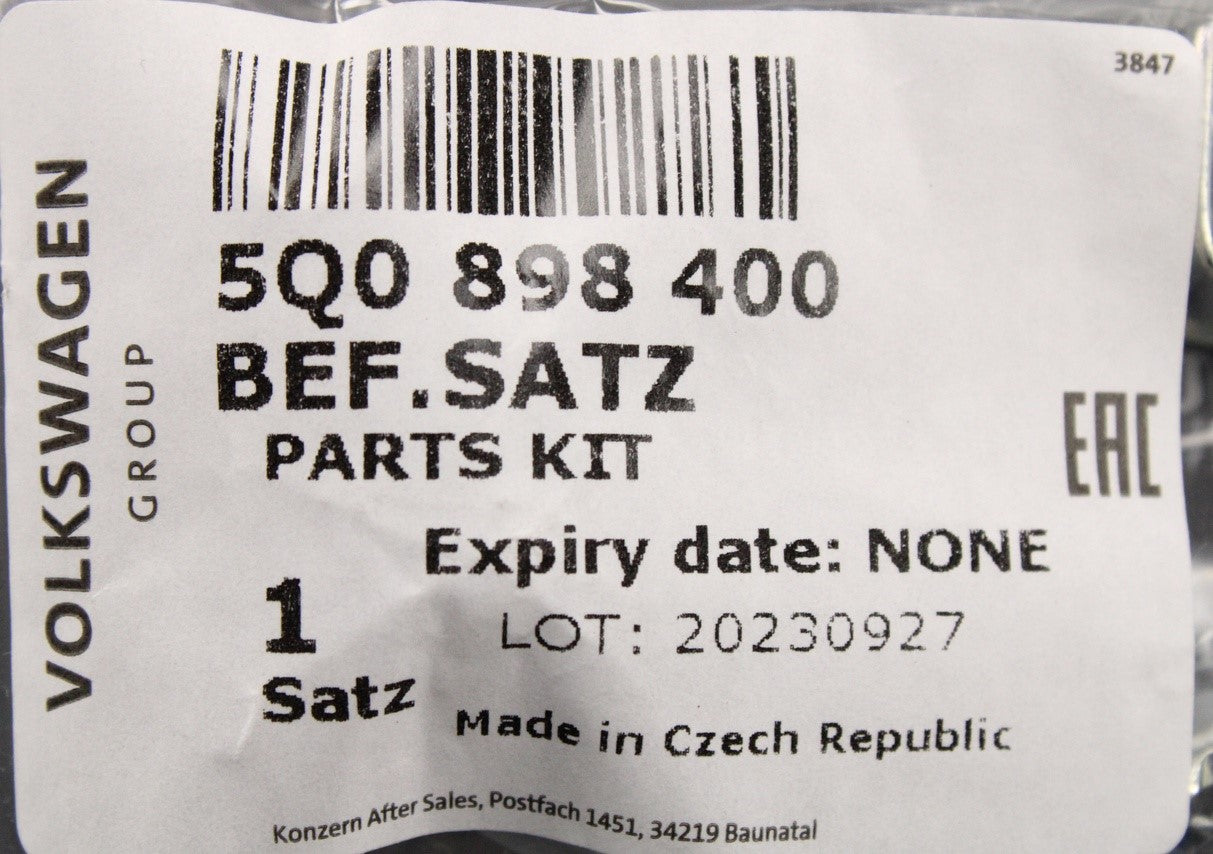 3847
VOLKSWAGEN
GROUP
5Q0 898 400
BEF.SATZ
PARTS KIT
EAC
Expiry date: NONE
1
LOT: 20230927
Satz
Made in Czech Republic
Konzern After Sales, Postfach 1451, 34219 Baunatal